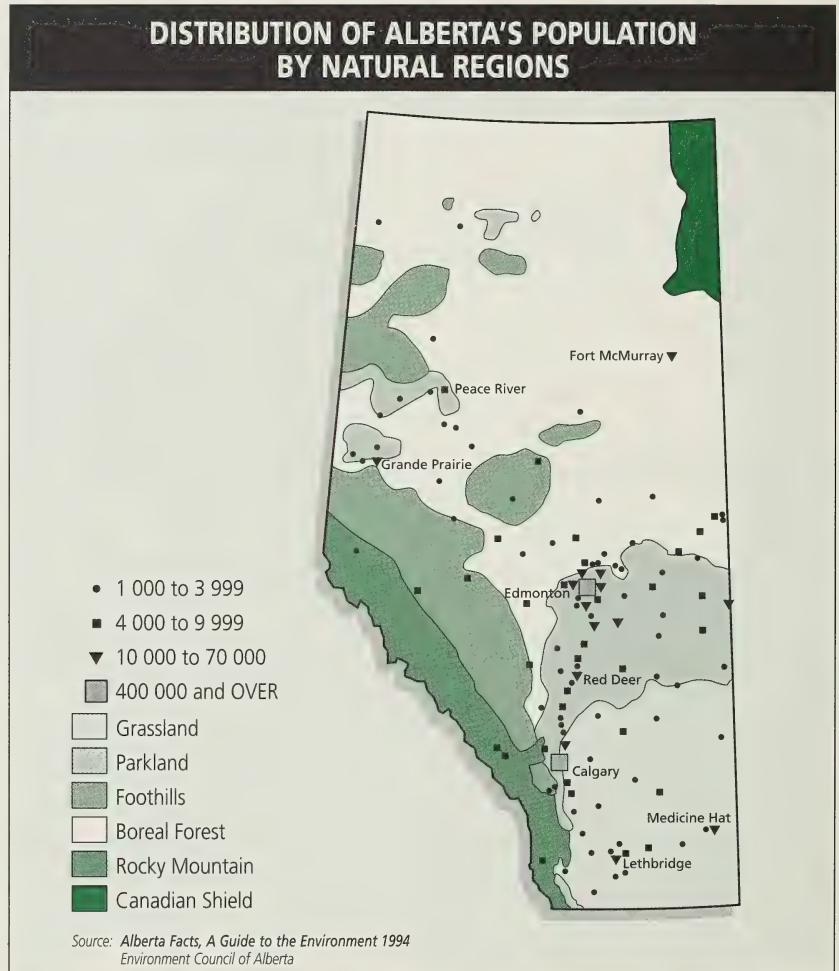 DISTRIBUTION OF ALBERTA'S POPULATION
BY NATURAL REGIONS
Fort McMurray
Peace River
Grande Prairie
Edmonton
Red Deer
Calgary
Medicine Hat
Lethbridge
1 000 to 3 999
4 000 to 9 999
10 000 to 70 000
400 000 and OVER
Grassland
Parkland
Foothills
Boreal Forest
Rocky Mountain
Canadian Shield
Source: Alberta Facts, A Guide to the Environment 1994
Environment Council of Alberta